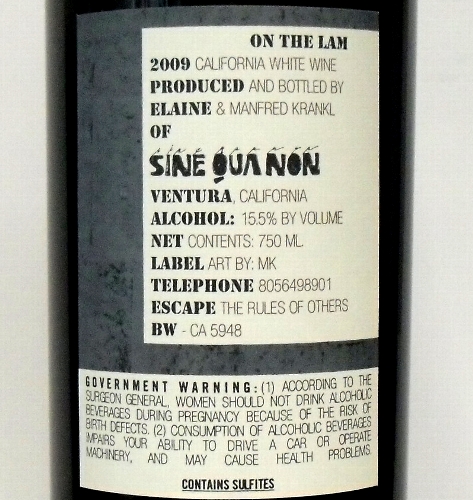 ON THE LAM
2009 CALIFORNIA WHITE WINE
PRODUCED AND BOTTLED BY
ELAINE & MANFRED KRANKL
OF
SINE QUA NON
VENTURA, CALIFORNIA
ALCOHOL: 15.5% BY VOLUME
NET CONTENTS: 750 ML
LABEL ART BY: MK
TELEPHONE 8056498901
ESCAPE THE RULES OF OTHERS
BW - CA 5948
GOVERNMENT WARNING: (1) ACCORDING TO THE
SURGEON GENERAL, WOMEN SHOULD NOT DRINK ALCOHOLIC
BEVERAGES DURING PREGNANCY BECAUSE OF THE RISK OF
BIRTH DEFECTS. (2) CONSUMPTION OF ALCOHOLIC BEVERAGES
IMPAIRS YOUR ABILITY TO DRIVE A CAR OR OPERATE
MACHINERY, AND MAY CAUSE HEALTH PROBLEMS.
CONTAINS SULFITES